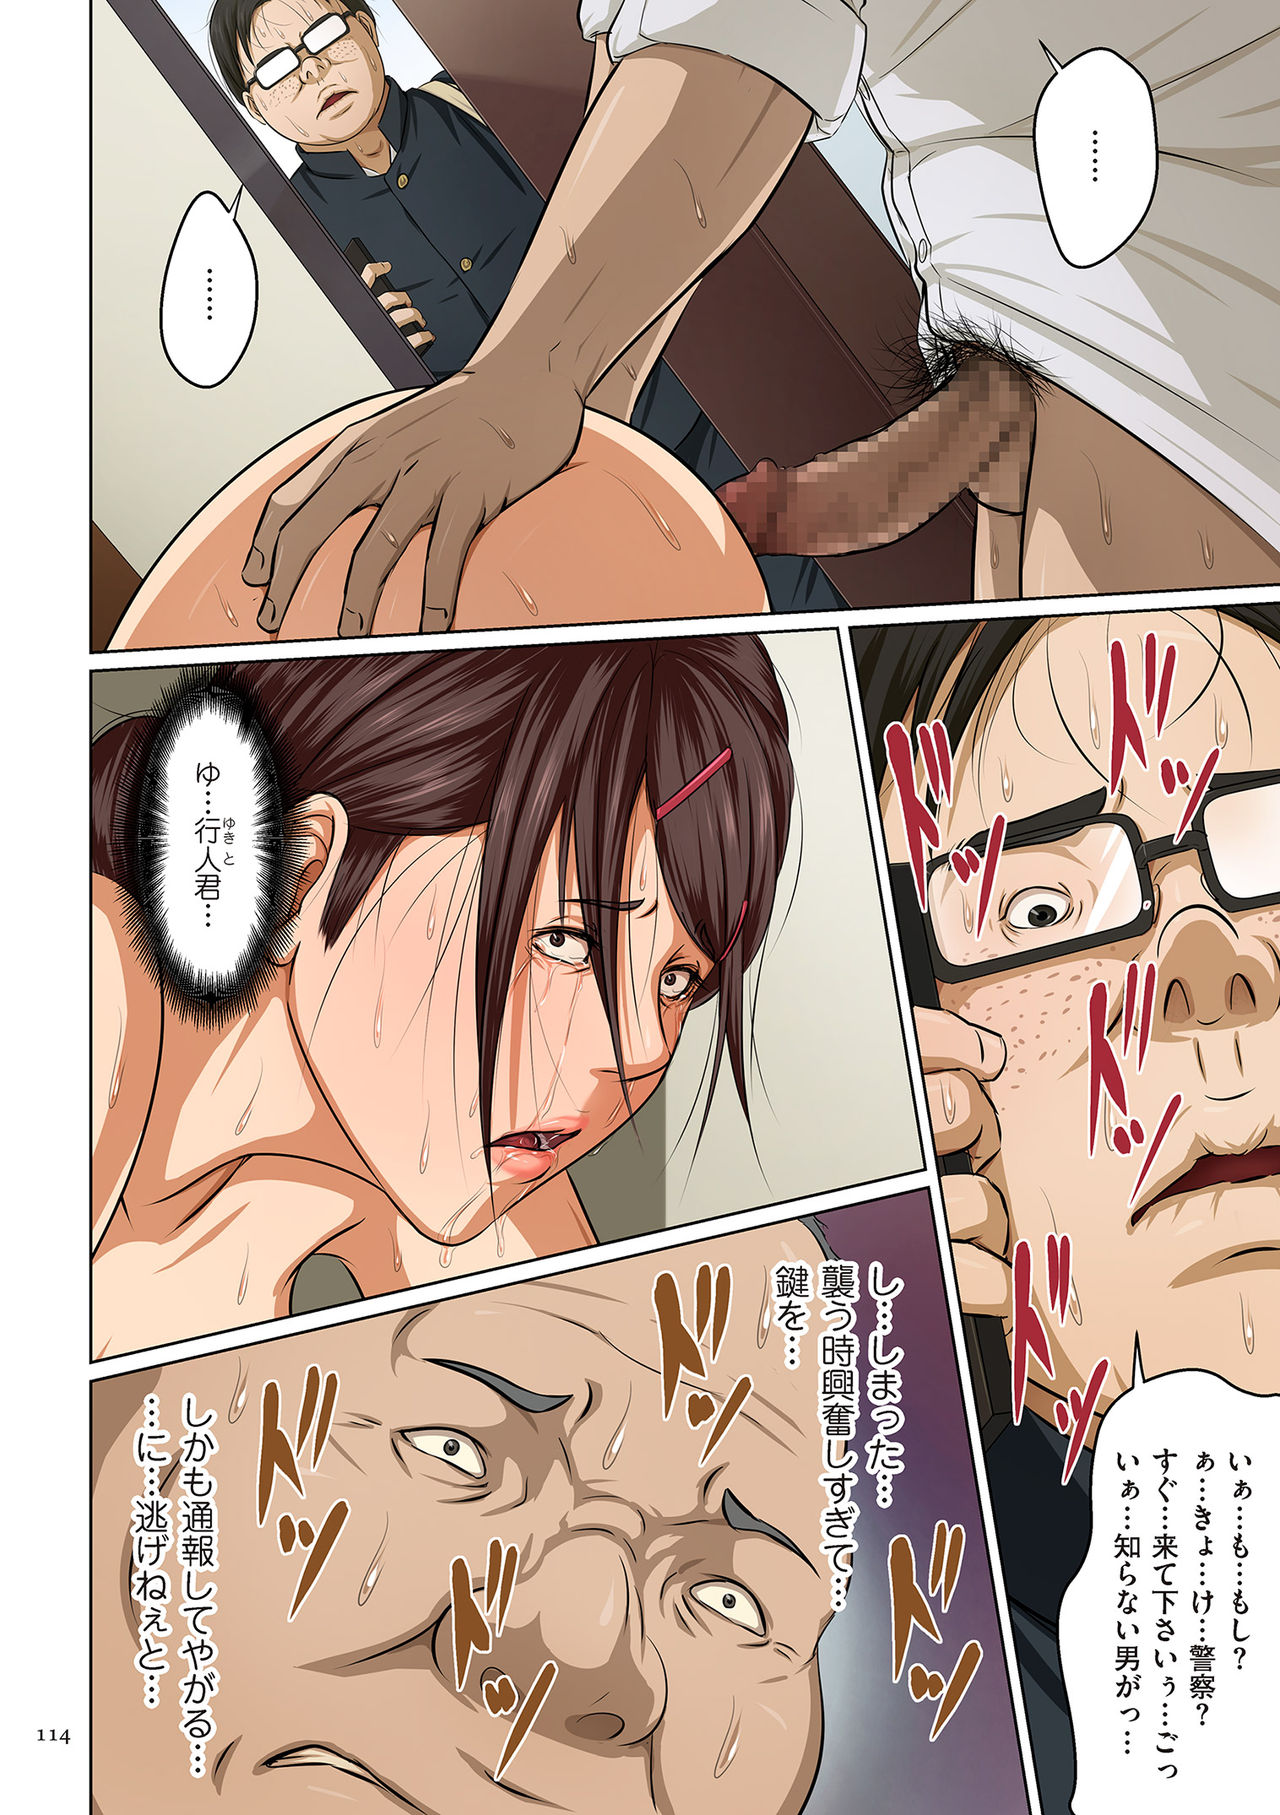 ……
……
ドッ
ドッ
ドッ
ドッ
いぁ…も…もし？
ぁ…きょ…け…警察？
すぐ…来て下さいぅ…ごっ
いぁ…知らない男がっ…
ゆ…行人君…
ゆきと
し…しまった…
襲う時興奮しすぎて…
鍵を…
ドッ
ドッ
ドッ
ドッ
しかも通報してやがる…
…に…逃げねぇと…
114